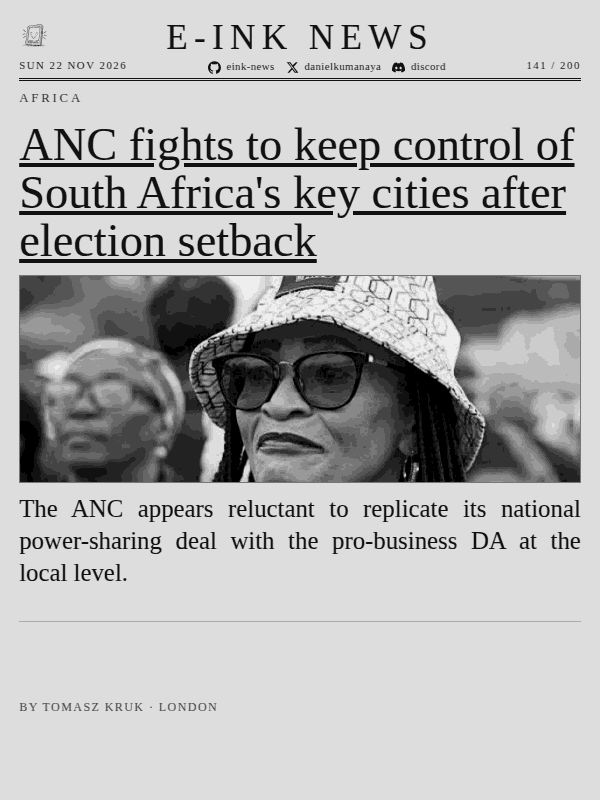 E-INK NEWS
SUN 22 NOV 2026
eink-news danielkumanaya discord
141 / 200
AFRICA
ANC fights to keep control of
South Africa's key cities after
election setback
The ANC appears reluctant to replicate its national
power-sharing deal with the pro-business DA at the
local level.
BY TOMASZ KRUK · LONDON